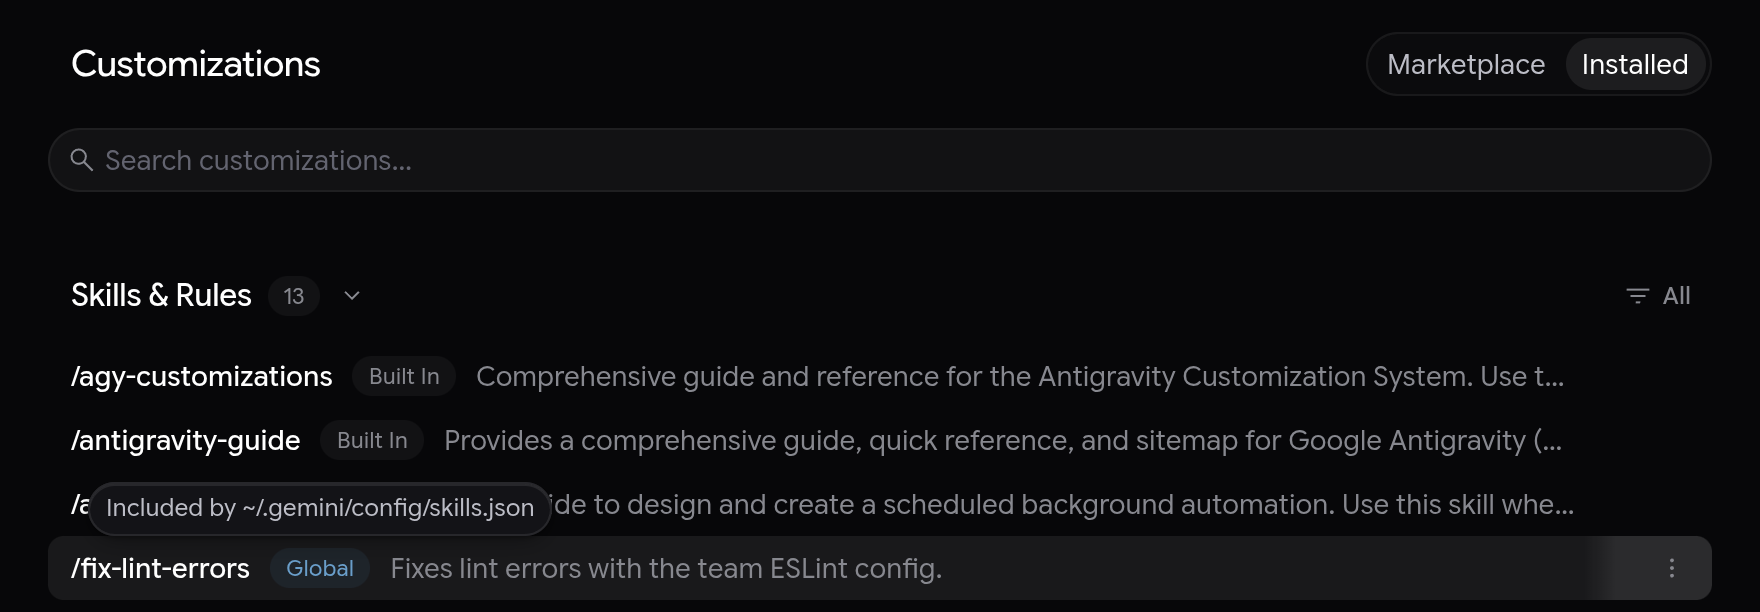 Customizations
Marketplace Installed
Search customizations...
Skills & Rules 13
All
/agy-customizations Built In Comprehensive guide and reference for the Antigravity Customization System. Use t...
/antigravity-guide Built In Provides a comprehensive guide, quick reference, and sitemap for Google Antigravity (...
to design and create a scheduled background automation. Use this skill whe...
Included by ~/.gemini/config/skills.json
/fix-lint-errors Global Fixes lint errors with the team ESLint config.